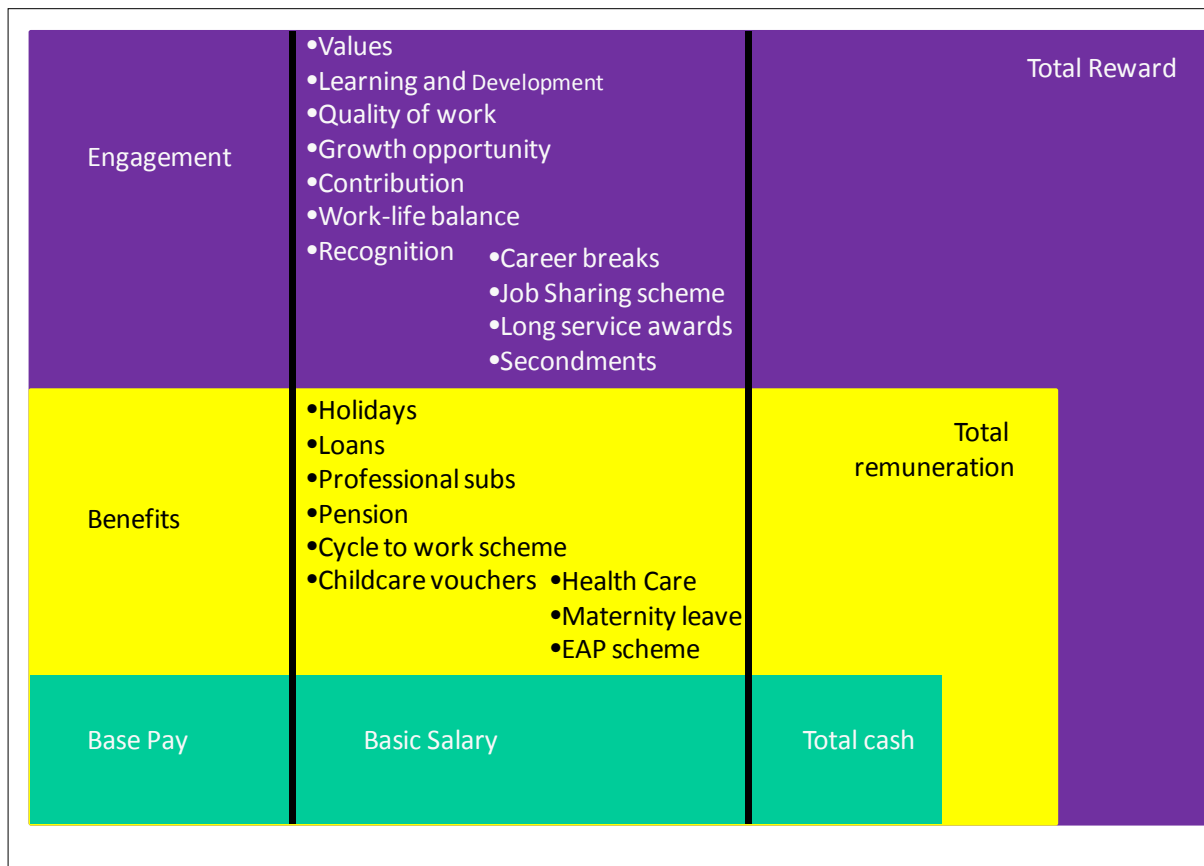 Engagement
•Values
•Learning and Development
•Quality of work
•Growth opportunity
•Contribution
•Work-life balance
•Recognition
•Career breaks
•Job Sharing scheme
•Long service awards
•Secondments
Total Reward
Benefits
•Holidays
•Loans
•Professional subs
•Pension
•Cycle to work scheme
•Childcare vouchers
•Health Care
•Maternity leave
•EAP scheme
Total
remuneration
Base Pay
Basic Salary
Total cash